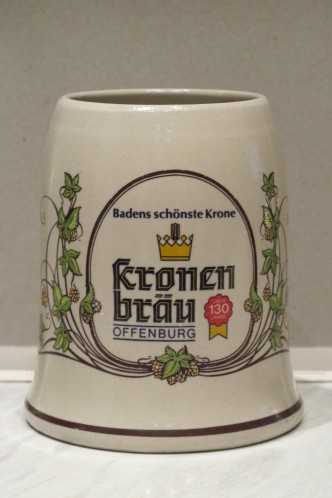 Badens schönste Krone
Kronen
bräu
OFFENBURG
130